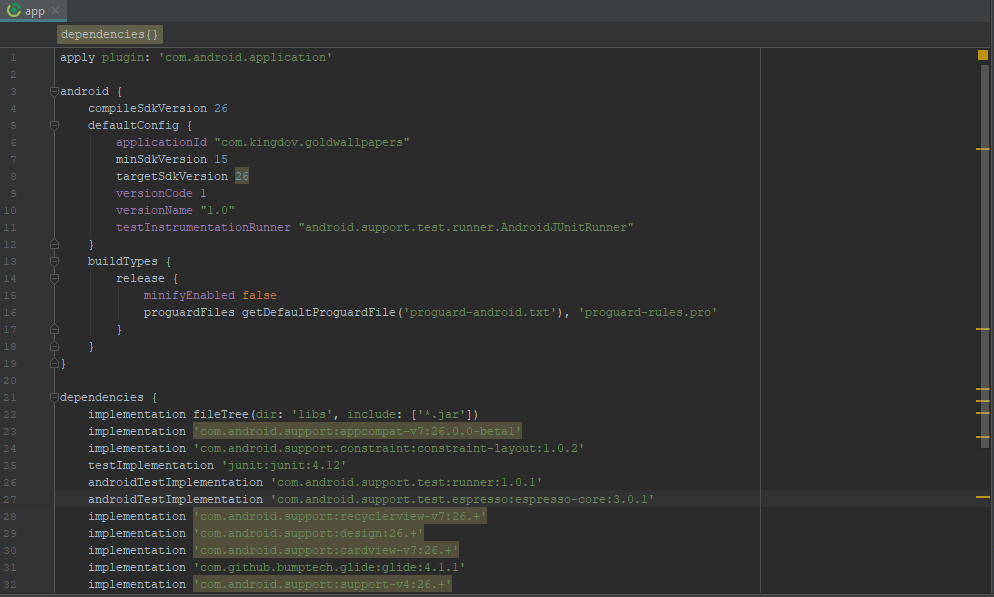 app
dependencies{}
1 apply plugin: 'com.android.application'
2
3 android {
4 compileSdkVersion 26
5 defaultConfig {
6 applicationId "com.kingdov.goldwallpapers"
7 minSdkVersion 15
8 targetSdkVersion 26
9 versionCode 1
10 versionName "1.0"
11 testInstrumentationRunner "android.support.test.runner.AndroidJUnitRunner"
12 }
13 buildTypes {
14 release {
15 minifyEnabled false
16 proguardFiles getDefaultProguardFile('proguard-android.txt'), 'proguard-rules.pro'
17 }
18 }
19 }
20
21 dependencies {
22 implementation fileTree(dir: 'libs', include: ['*.jar'])
23 implementation 'com.android.support:appcompat-v7:26.0.0-beta1'
24 implementation 'com.android.support.constraint:constraint-layout:1.0.2'
25 testImplementation 'junit:junit:4.12'
26 androidTestImplementation 'com.android.support.test:runner:1.0.1'
27 androidTestImplementation 'com.android.support.test.espresso:espresso-core:3.0.1'
28 implementation 'com.android.support:recyclerview-v7:26.+'
29 implementation 'com.android.support:design:26.+'
30 implementation 'com.android.support:cardview-v7:26.+'
31 implementation 'com.github.bumptech.glide:glide:4.1.1'
32 implementation 'com.android.support:support-v4:26.+'